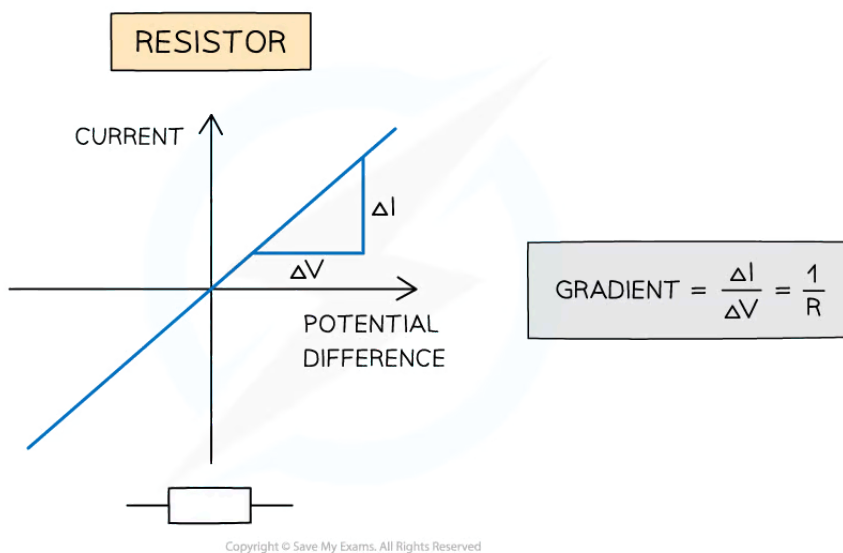 RESISTOR
CURRENT
ΔI
ΔV
POTENTIAL
DIFFERENCE
GRADIENT = ΔI/ΔV = 1/R
Copyright © Save My Exams. All Rights Reserved